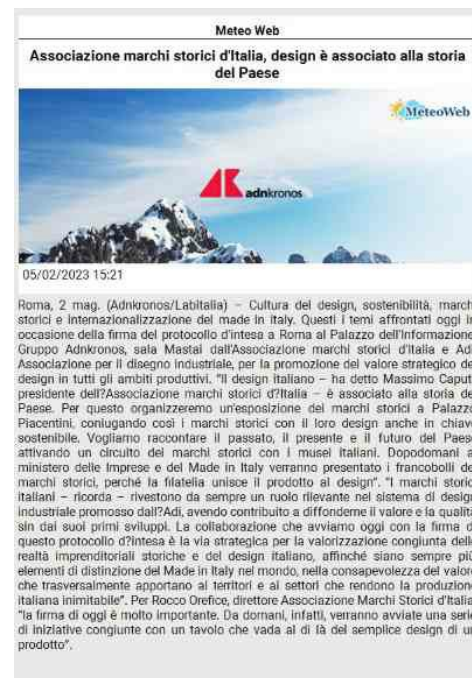 Meteo Web
Associazione marchi storici d'Italia, design è associato alla storia
del Paese
MeteoWeb
adnkronos
05/02/2023 15:21
Roma, 2 mag. (Adnkronos/Labitalia) – Cultura del design, sostenibilità, march
storici e internazionalizzazione del made in Italy. Questi i temi affrontati oggi in
occasione della firma del protocollo d'intesa a Roma al Palazzo dell'Informazione
Gruppo Adnkronos, sala Mastai dall'Associazione marchi storici d'Italia e Adi
Associazione per il disegno industriale, per la promozione del valore strategico de
design in tutti gli ambiti produttivi. "Il design italiano – ha detto Massimo Caput
presidente dell?Associazione marchi storici d?Italia – è associato alla storia de
Paese. Per questo organizzeremo un'esposizione dei marchi storici a Palazzo
Piacentini, coniugando così i marchi storici con il loro design anche in chiave
sostenibile. Vogliamo raccontare il passato, il presente e il futuro del Paese
attivando un circuito dei marchi storici con i musei italiani. Dopodomani a
ministero delle Imprese e del Made in Italy verranno presentato i francobolli de
marchi storici, perché la filatelia unisce il prodotto al design". "I marchi storic
italiani – ricorda – rivestono da sempre un ruolo rilevante nel sistema di design
industriale promosso dall?Adi, avendo contribuito a diffonderne il valore e la qualità
sin dai suoi primi sviluppi. La collaborazione che avviamo oggi con la firma d
questo protocollo d?intesa è la via strategica per la valorizzazione congiunta delle
realtà imprenditoriali storiche e del design italiano, affinché siano sempre più
elementi di distinzione del Made in Italy nel mondo, nella consapevolezza del valore
che trasversalmente apportano ai territori e ai settori che rendono la produzione
italiana inimitabile". Per Rocco Orefice, direttore Associazione Marchi Storici d'Italia
"la firma di oggi è molto importante. Da domani, infatti, verranno avviate una serie
di iniziative congiunte con un tavolo che vada al di là del semplice design di un
prodotto".